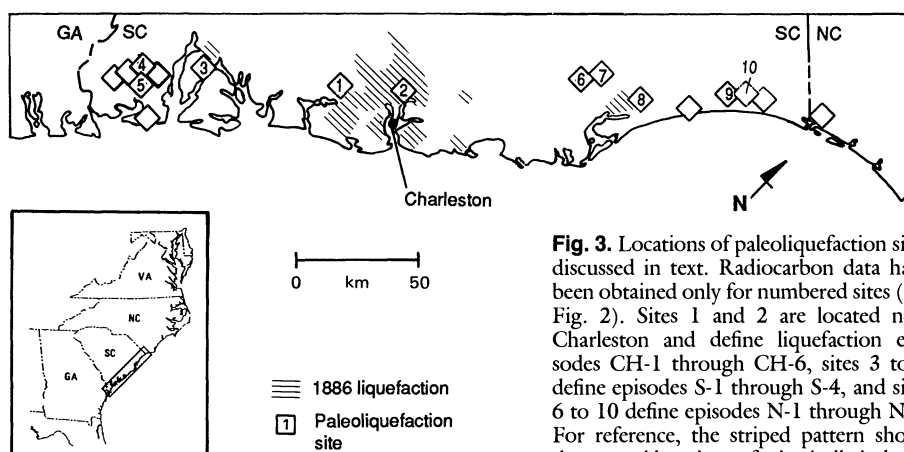 GA SC
SC NC
4
5
3
1
2
6
7
8
9
10
Charleston
N
0 km 50
VA
NC
SC
GA
1886 liquefaction
1 Paleoliquefaction
site
Fig. 3. Locations of paleoliquefaction si
discussed in text. Radiocarbon data ha
been obtained only for numbered sites (
Fig. 2). Sites 1 and 2 are located n
Charleston and define liquefaction e
sodes CH-1 through CH-6, sites 3 to
define episodes S-1 through S-4, and si
6 to 10 define episodes N-1 through N
For reference, the striped pattern sho